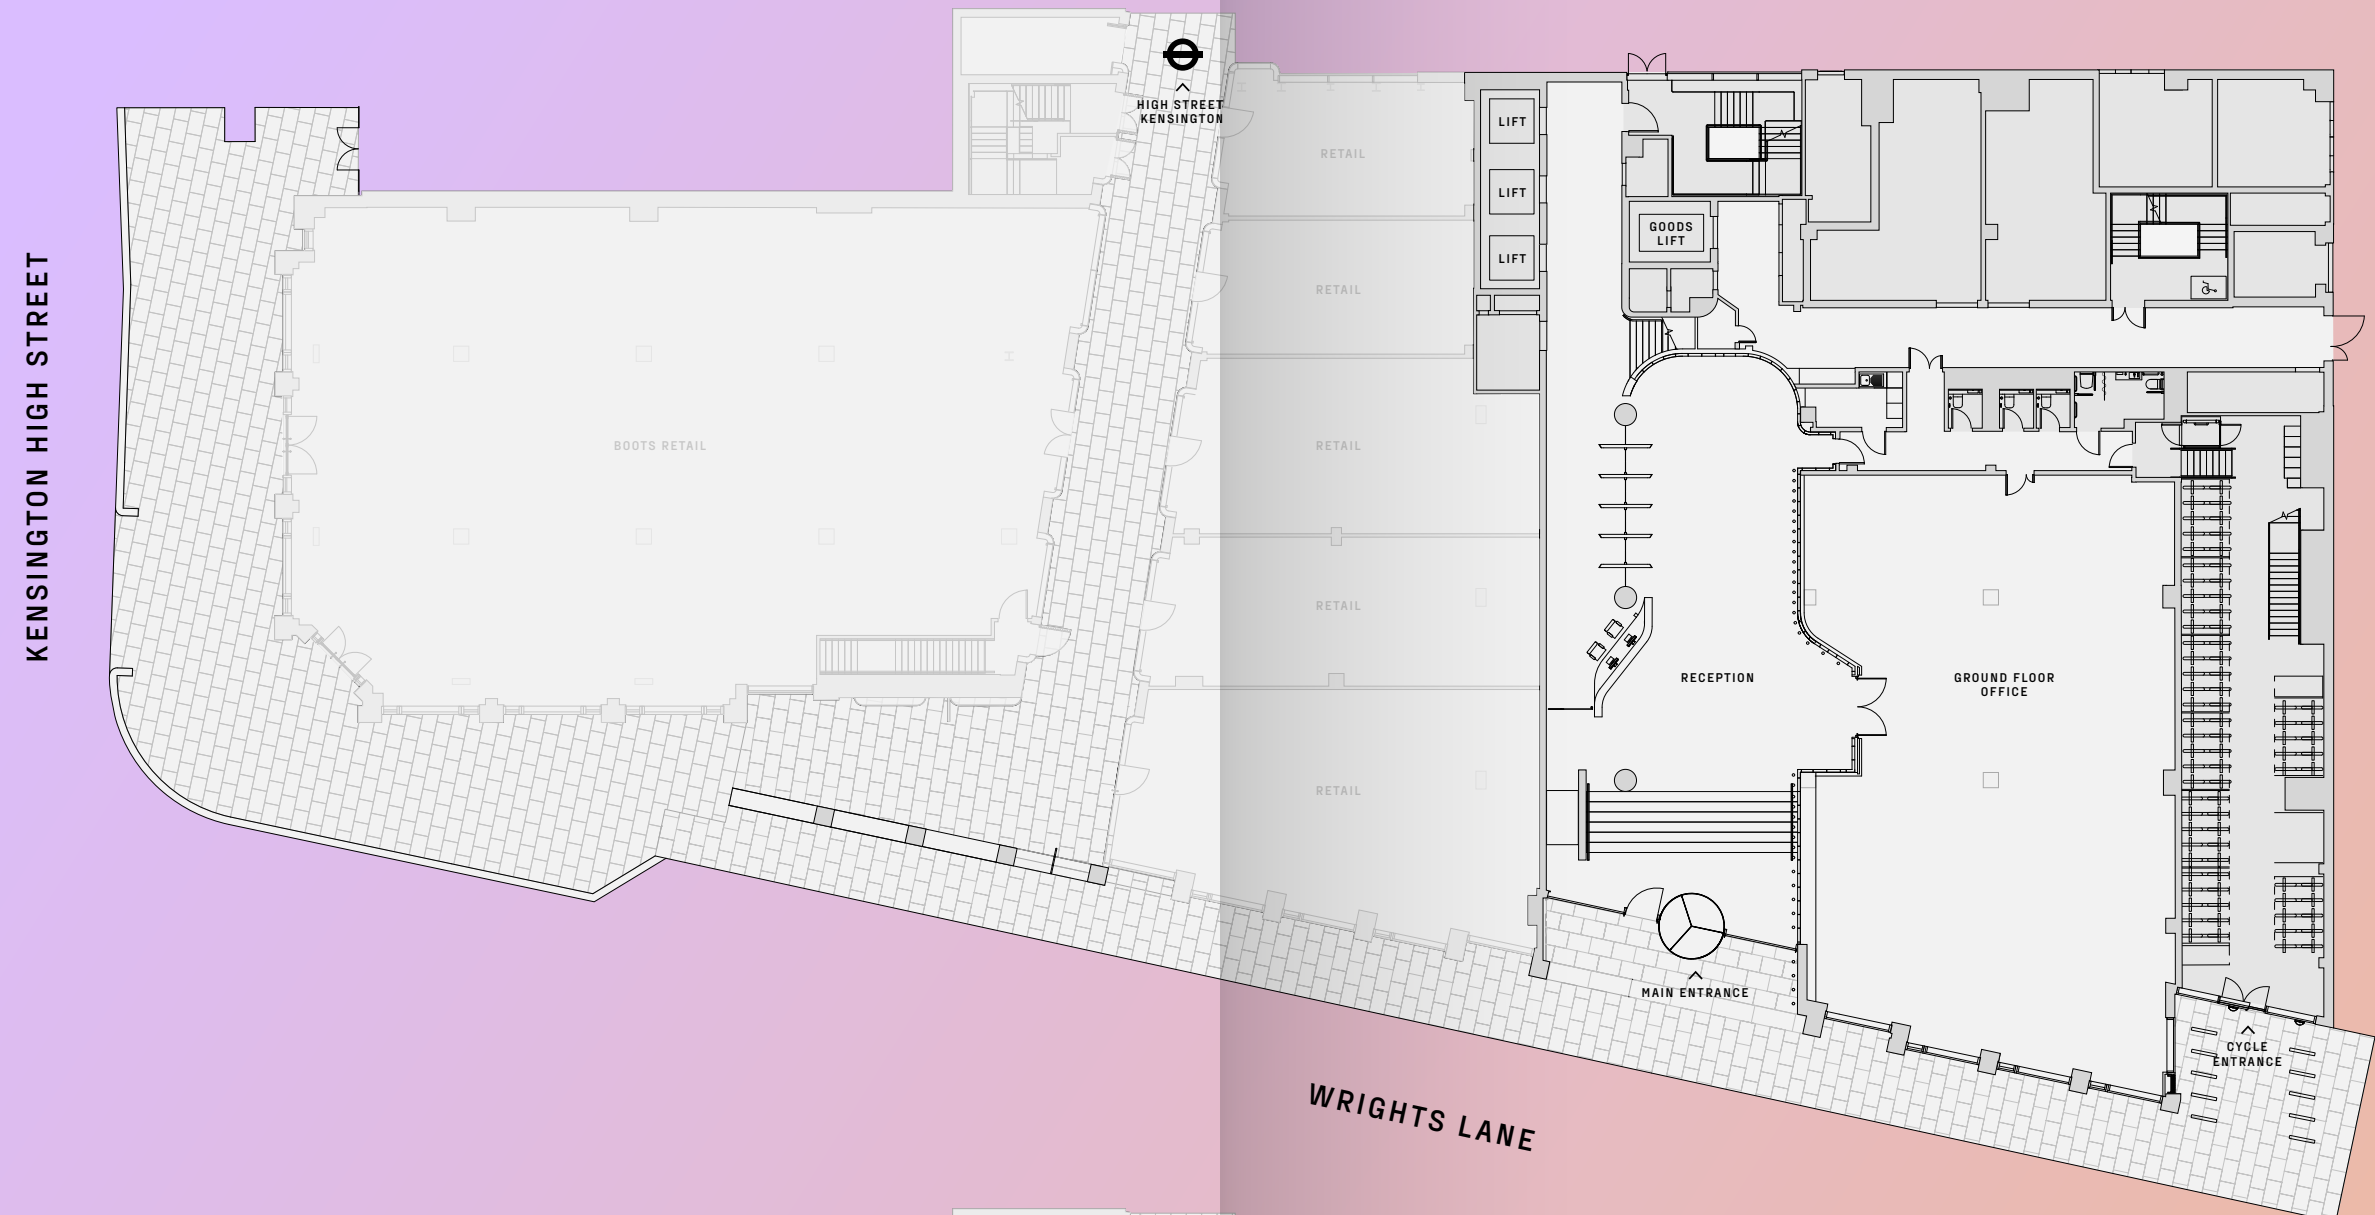 KENSINGTON HIGH STREET
HIGH STREET
KENSINGTON
BOOTS RETAIL
RETAIL
RETAIL
RETAIL
RETAIL
RETAIL
LIFT
LIFT
LIFT
GOODS
LIFT
RECEPTION
GROUND FLOOR
OFFICE
MAIN ENTRANCE
CYCLE
ENTRANCE
WRIGHTS LANE